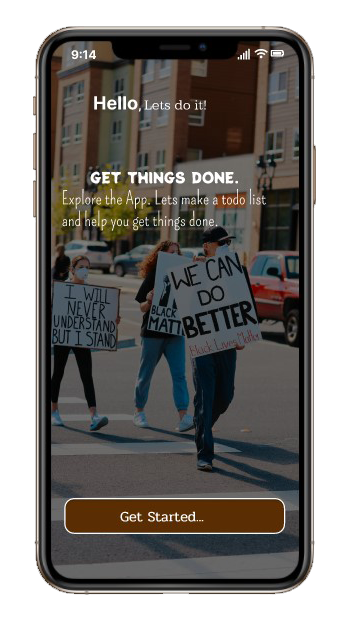 9:14
Hello, Lets do it!
GET THINGS DONE.
Explore the App. Lets make a todo list
and help you get things done.
I WILL
NEVER
UNDERSTAND
BUT I STAND
BLACK
MATT
WE CAN
DO
BETTER
Black Lives Matter
Get Started...